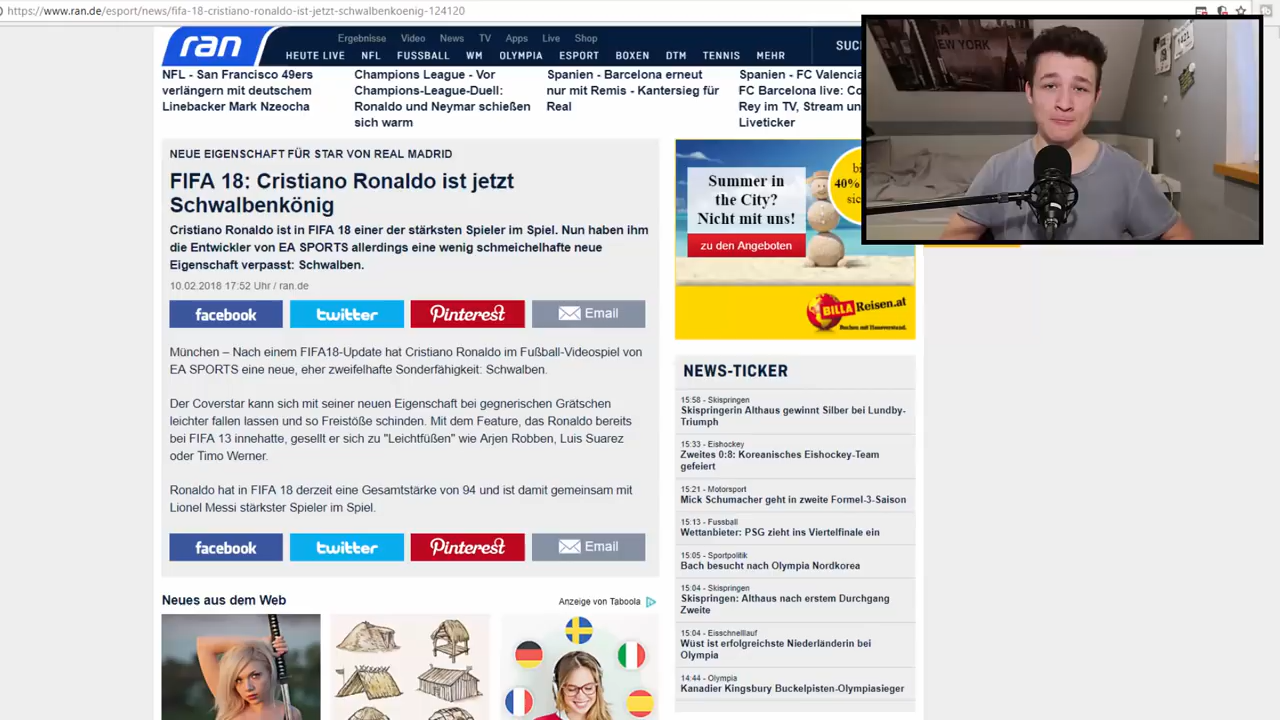 https://www.ran.de/esport/news/fifa-18-cristiano-ronaldo-ist-jetzt-schwalbenkoenig-124120
ran
Ergebnisse Video News TV Apps Live Shop
HEUTE LIVE NFL FUSSBALL WM OLYMPIA ESPORT BOXEN DTM TENNIS MEHR
NFL - San Francisco 49ers
verlängern mit deutschem
Linebacker Mark Nzeocha
Champions League - Vor
Champions-League-Duell:
Ronaldo und Neymar schießen
sich warm
Spanien - Barcelona erneut
nur mit Remis - Kantersieg für
Real
Spanien - FC Valencia
FC Barcelona live:
Rey im TV, Stream
Liveticker
NEW YORK
NEUE EIGENSCHAFT FÜR STAR VON REAL MADRID
FIFA 18: Cristiano Ronaldo ist jetzt
Schwalbenkönig
Cristiano Ronaldo ist in FIFA 18 einer der stärksten Spieler im Spiel. Nun haben ihm
die Entwickler von EA SPORTS allerdings eine wenig schmeichelhafte neue
Eigenschaft verpasst: Schwalben.
10.02.2018 17:52 Uhr / ran.de
facebook twitter Pinterest Email
München – Nach einem FIFA18-Update hat Cristiano Ronaldo im Fußball-Videospiel von
EA SPORTS eine neue, eher zweifelhafte Sonderfähigkeit: Schwalben.
Der Coverstar kann sich mit seiner neuen Eigenschaft bei gegnerischen Grätschen
leichter fallen lassen und so Freistöße schinden. Mit dem Feature, das Ronaldo bereits
bei FIFA 13 innehatte, gesellt er sich zu "Leichtfüßen" wie Arjen Robben, Luis Suarez
oder Timo Werner.
Ronaldo hat in FIFA 18 derzeit eine Gesamtstärke von 94 und ist damit gemeinsam mit
Lionel Messi stärkster Spieler im Spiel.
facebook twitter Pinterest Email
Neues aus dem Web
Anzeige von Taboola
Summer in
the City?
Nicht mit uns!
zu den Angeboten
40%
BILLA Reisen.at
NEWS-TICKER
15:58 - Skispringen
Skispringerin Althaus gewinnt Silber bei Lundby-
Triumph
15:33 - Eishockey
Zweites 0:8: Koreanisches Eishockey-Team
gefeiert
15:21 - Motorsport
Mick Schumacher geht in zweite Formel-3-Saison
15:13 - Fussball
Wettanbieter: PSG zieht ins Viertelfinale ein
15:05 - Sportpolitik
Bach besucht nach Olympia Nordkorea
15:04 - Skispringen
Skispringen: Althaus nach erstem Durchgang
Zweite
15:04 - Eisschnelllauf
Wüst ist erfolgreichste Niederländerin bei
Olympia
14:44 - Olympia
Kanadier Kingsbury Buckelpisten-Olympiasieger